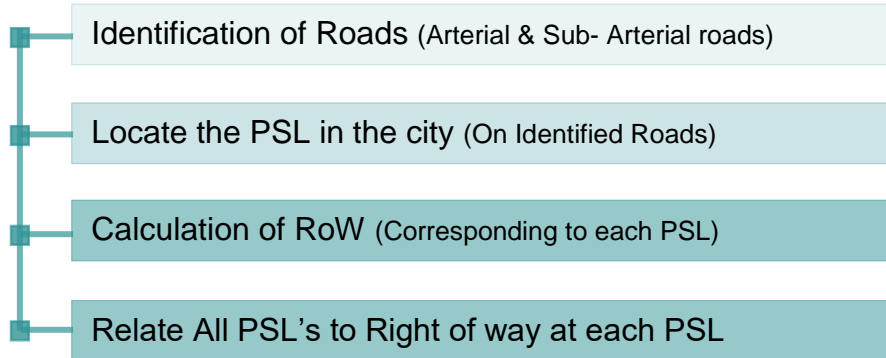 Identification of Roads (Arterial & Sub- Arterial roads)
Locate the PSL in the city (On Identified Roads)
Calculation of RoW (Corresponding to each PSL)
Relate All PSL's to Right of way at each PSL